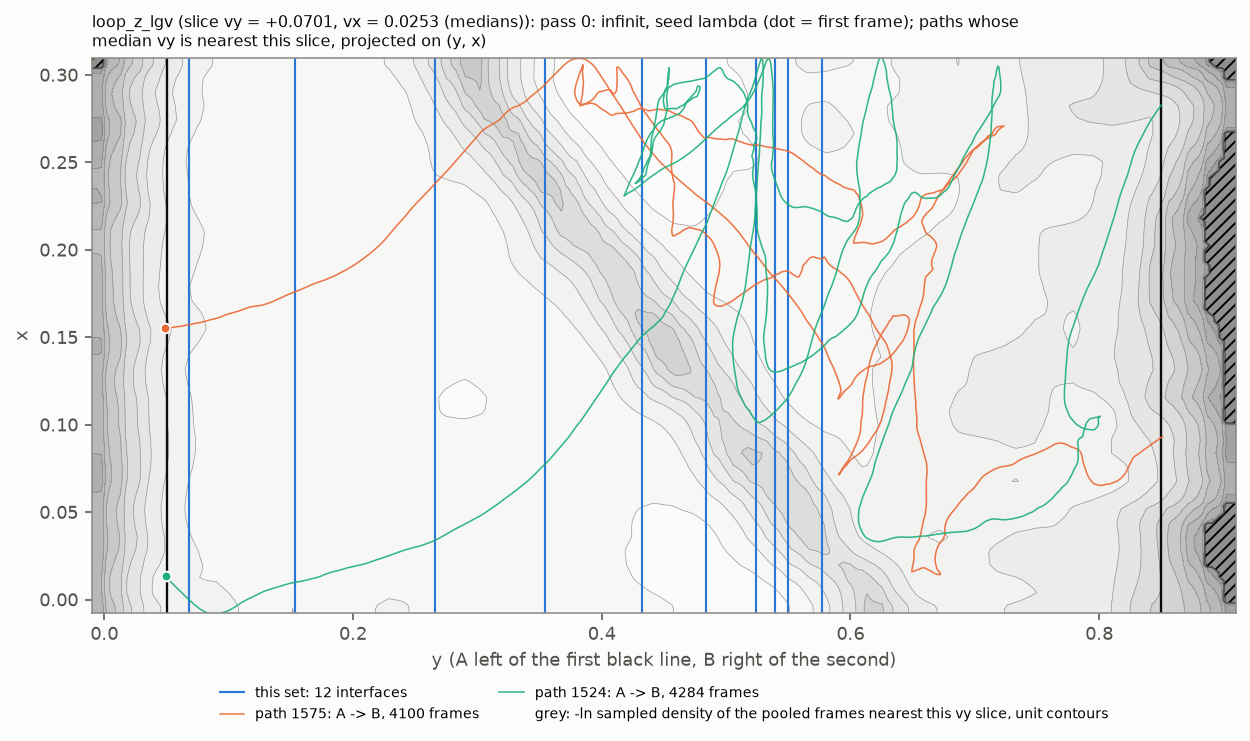 loop_z_lgv (slice vy = +0.0701, vx = 0.0253 (medians)): pass 0: infinit, seed lambda (dot = first frame); paths whose
median vy is nearest this slice, projected on (y, x)
0.30
0.25
0.20
0.15
0.10
0.05
0.00
x
0.0 0.2 0.4 0.6 0.8
y (A left of the first black line, B right of the second)
this set: 12 interfaces
path 1575: A -> B, 4100 frames
path 1524: A -> B, 4284 frames
grey: -ln sampled density of the pooled frames nearest this vy slice, unit contours